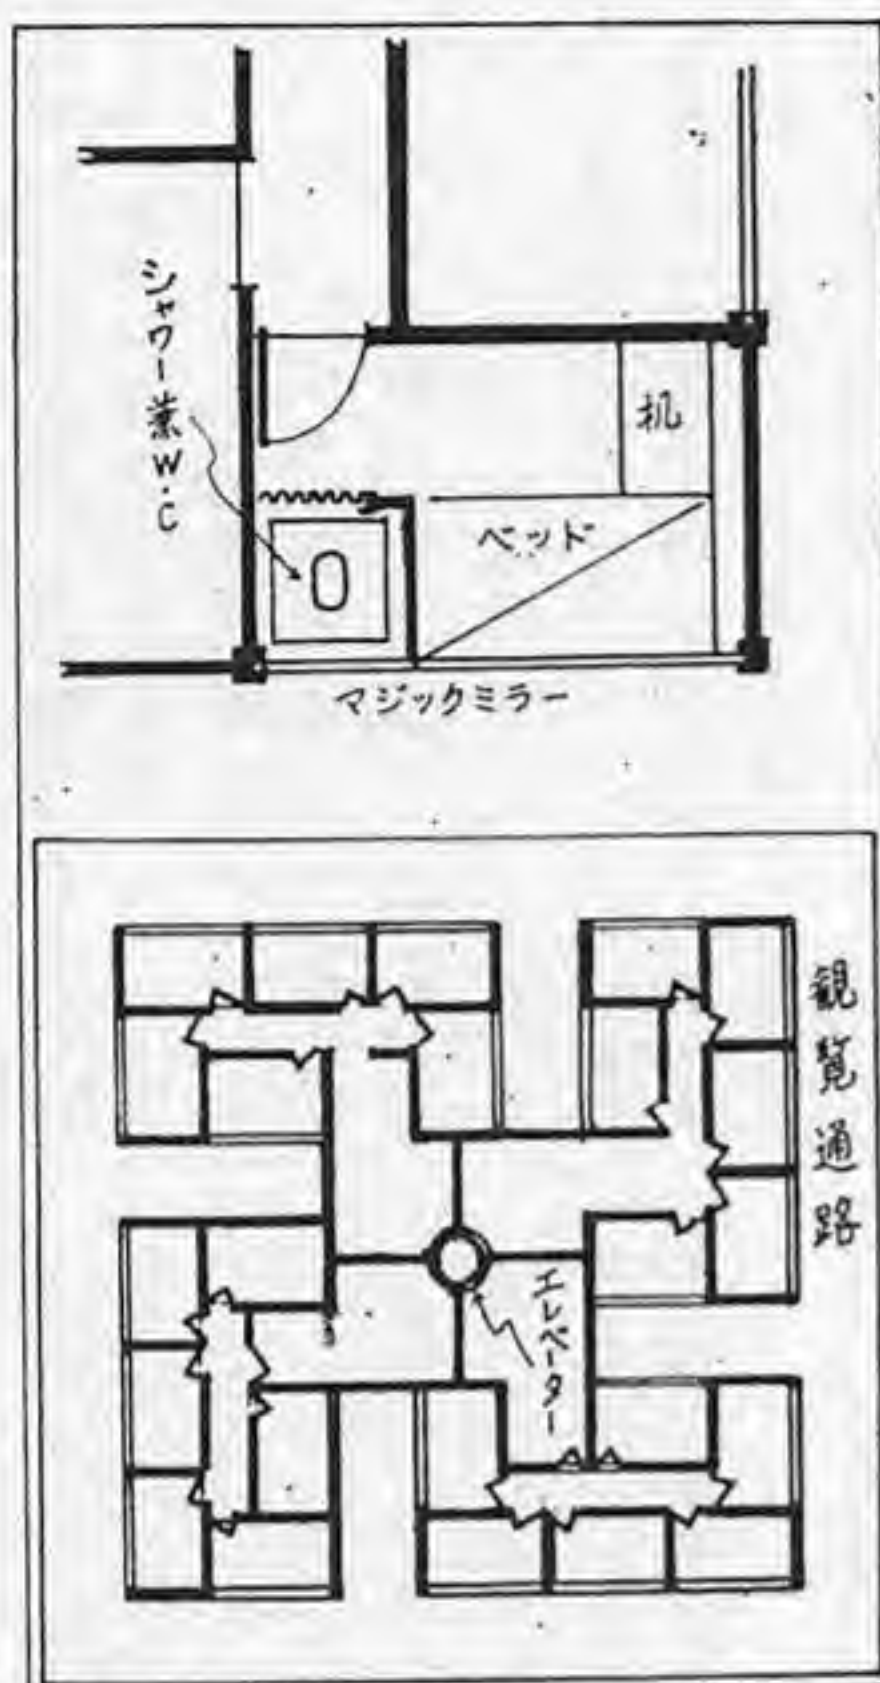 シャワー兼W・C
机
ベッド
マジックミラー
観覧通路
エレベーター